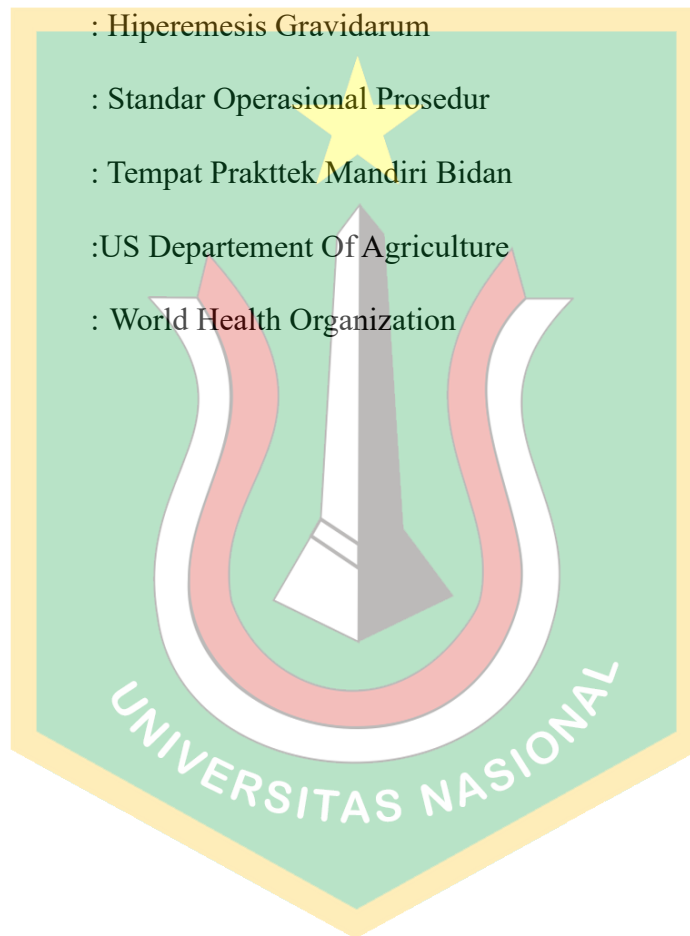 : Hiperemesis Gravidarum
: Standar Operasional Prosedur
: Tempat Prakttek Mandiri Bidan
:US Departement Of Agriculture
: World Health Organization
UNIVERSITAS NASIONAL